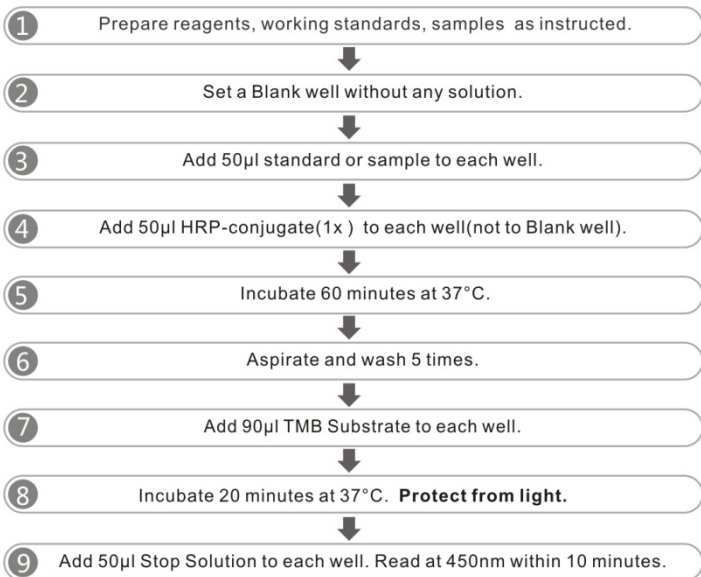 1 Prepare reagents, working standards, samples as instructed.
2 Set a Blank well without any solution.
3 Add 50µl standard or sample to each well.
4 Add 50µl HRP-conjugate(1x ) to each well(not to Blank well).
5 Incubate 60 minutes at 37°C.
6 Aspirate and wash 5 times.
7 Add 90µl TMB Substrate to each well.
8 Incubate 20 minutes at 37°C. Protect from light.
9 Add 50µl Stop Solution to each well. Read at 450nm within 10 minutes.